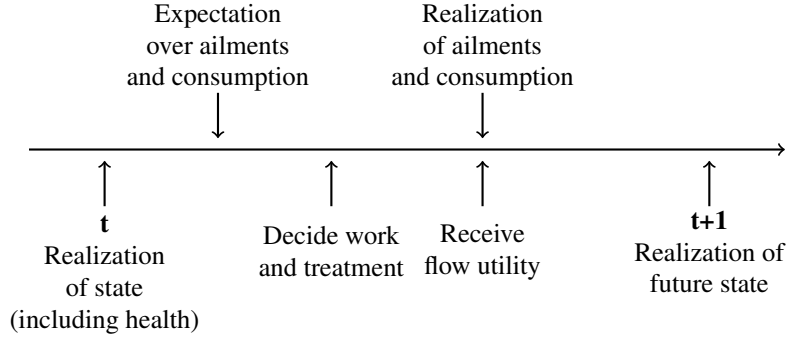 Expectation
over ailments
and consumption
Realization
of ailments
and consumption
t
Realization
of state
(including health)
Decide work
and treatment
Receive
flow utility
t+1
Realization of
future state